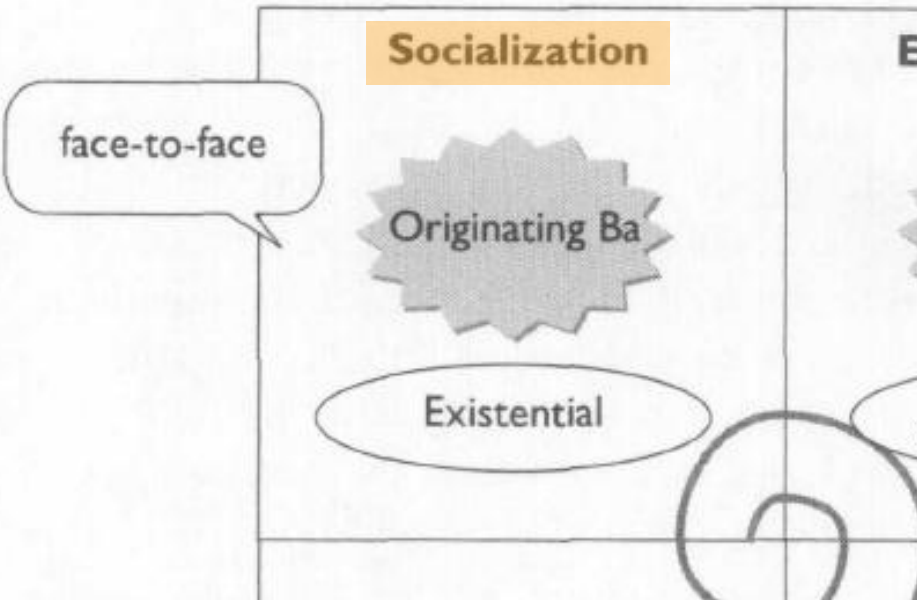 Socialization
face-to-face
Originating Ba
Existential